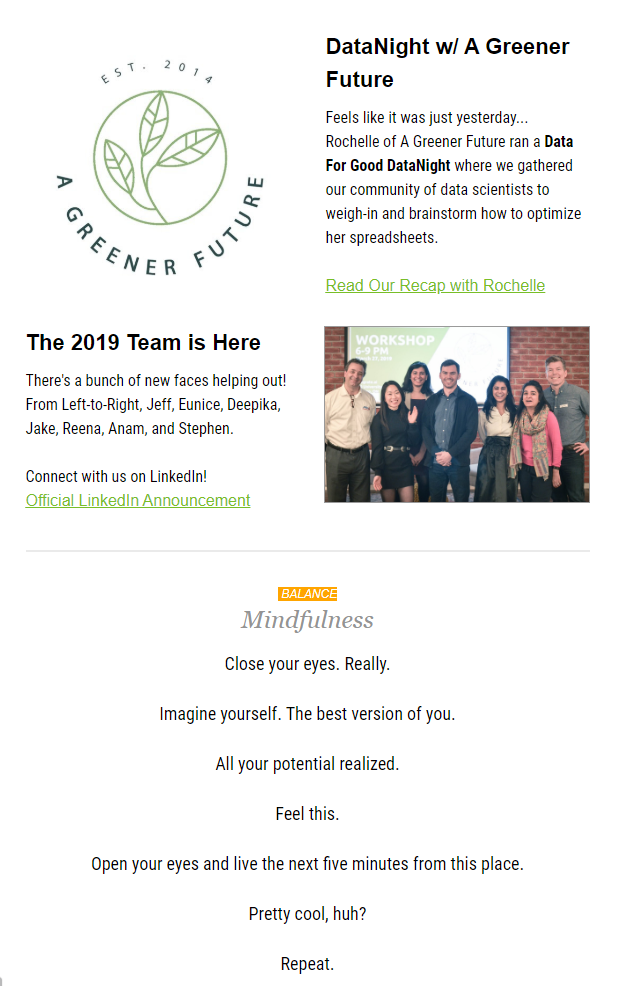 EST. 2014
A GREENER FUTURE
DataNight w/ A Greener
Future
Feels like it was just yesterday...
Rochelle of A Greener Future ran a Data
For Good DataNight where we gathered
our community of data scientists to
weigh-in and brainstorm how to optimize
her spreadsheets.
Read Our Recap with Rochelle
The 2019 Team is Here
There's a bunch of new faces helping out!
From Left-to-Right, Jeff, Eunice, Deepika,
Jake, Reena, Anam, and Stephen.
Connect with us on LinkedIn!
Official LinkedIn Announcement
WORKSHOP
6-9 PM
BALANCE
Mindfulness
Close your eyes. Really.
Imagine yourself. The best version of you.
All your potential realized.
Feel this.
Open your eyes and live the next five minutes from this place.
Pretty cool, huh?
Repeat.